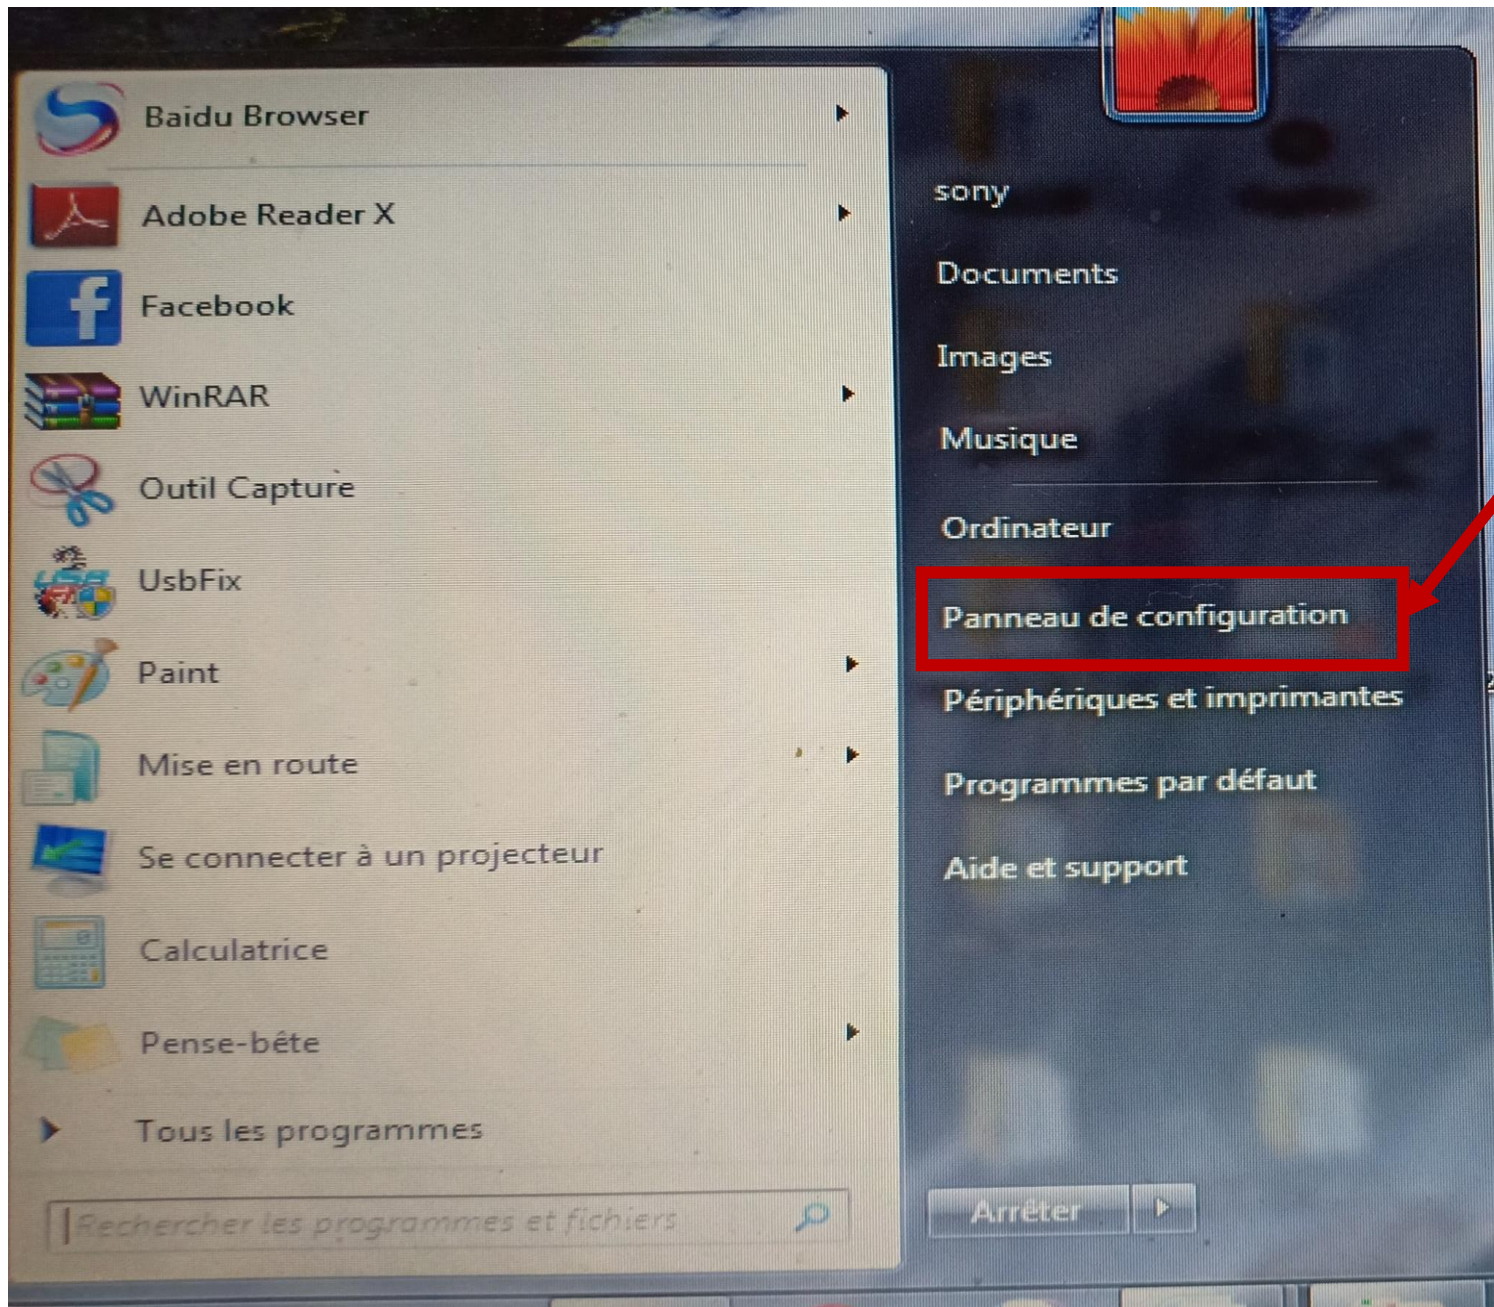 Baidu Browser
Adobe Reader X
Facebook
WinRAR
Outil Capture
UsbFix
Paint
Mise en route
Se connecter à un projecteur
Calculatrice
Pense-bête
Tous les programmes
Rechercher les programmes et fichiers
sony
Documents
Images
Musique
Ordinateur
Panneau de configuration
Périphériques et imprimantes
Programmes par défaut
Aide et support
Arrêter